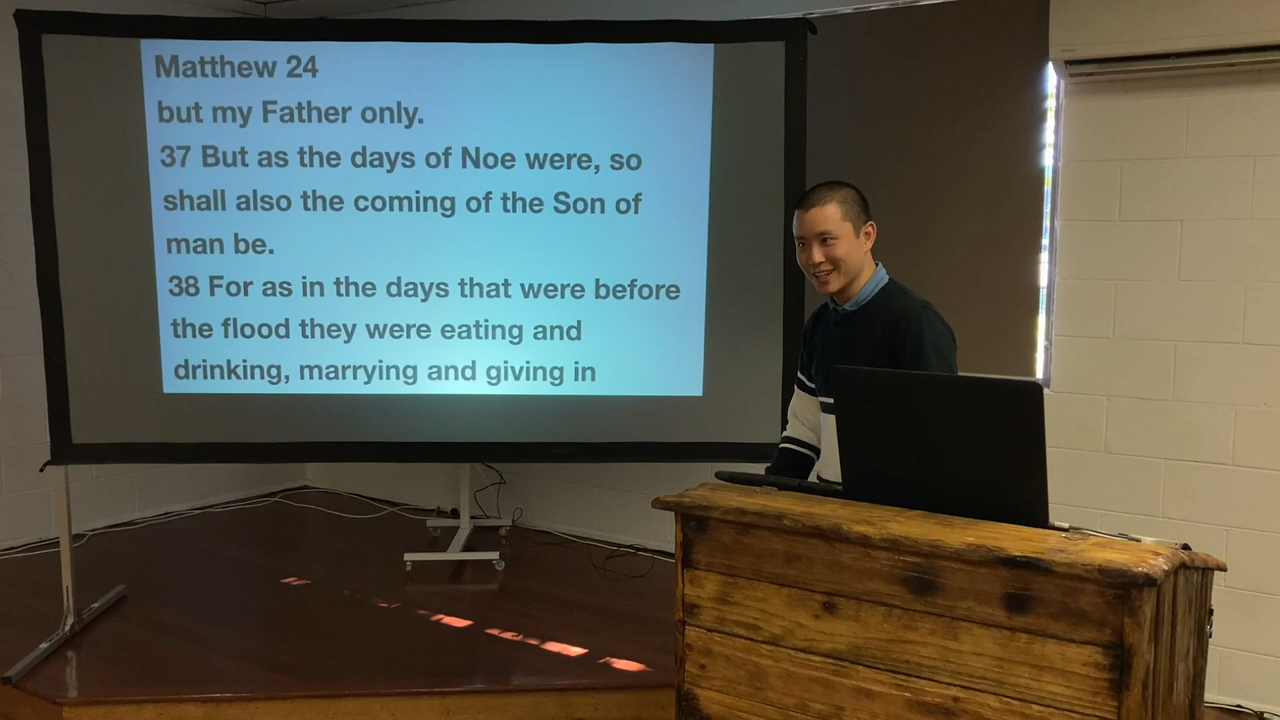 Matthew 24
but my Father only.
37 But as the days of Noe were, so
shall also the coming of the Son of
man be.
38 For as in the days that were before
the flood they were eating and
drinking, marrying and giving in